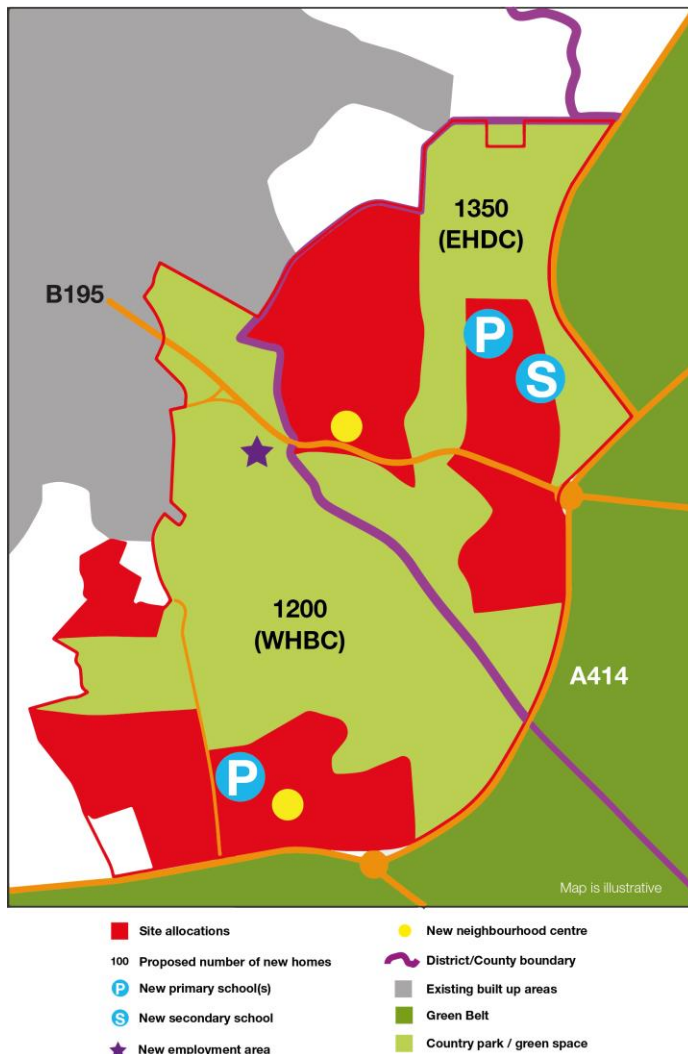 1350
(EHDC)
B195
P
S
1200
(WHBC)
A414
P
Map is illustrative
Site allocations
New neighbourhood centre
100 Proposed number of new homes
District/County boundary
P New primary school(s)
Existing built up areas
S New secondary school
Green Belt
New employment area
Country park / green space